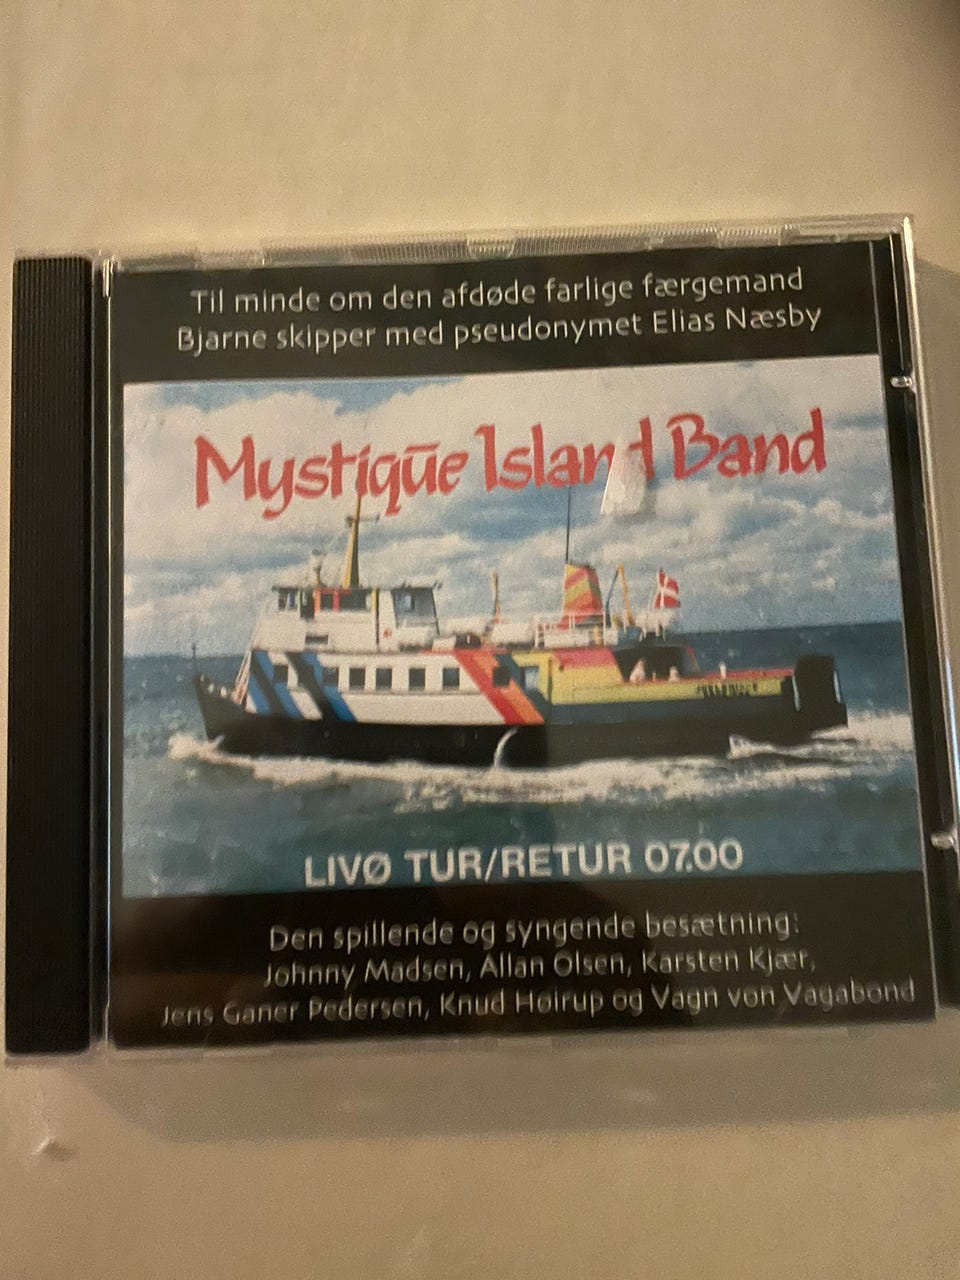 Til minde om den afdøde farlige færgemand
Bjarne skipper med pseudonymet Elias Næsby
Mystique Island Band
LIVØ TUR/RETUR 07.00
Den spillende og syngende besætning:
Johnny Madsen, Allan Olsen, Karsten Kjær,
Jens Ganer Pedersen, Knud Høirup og Vagn von Vagabond